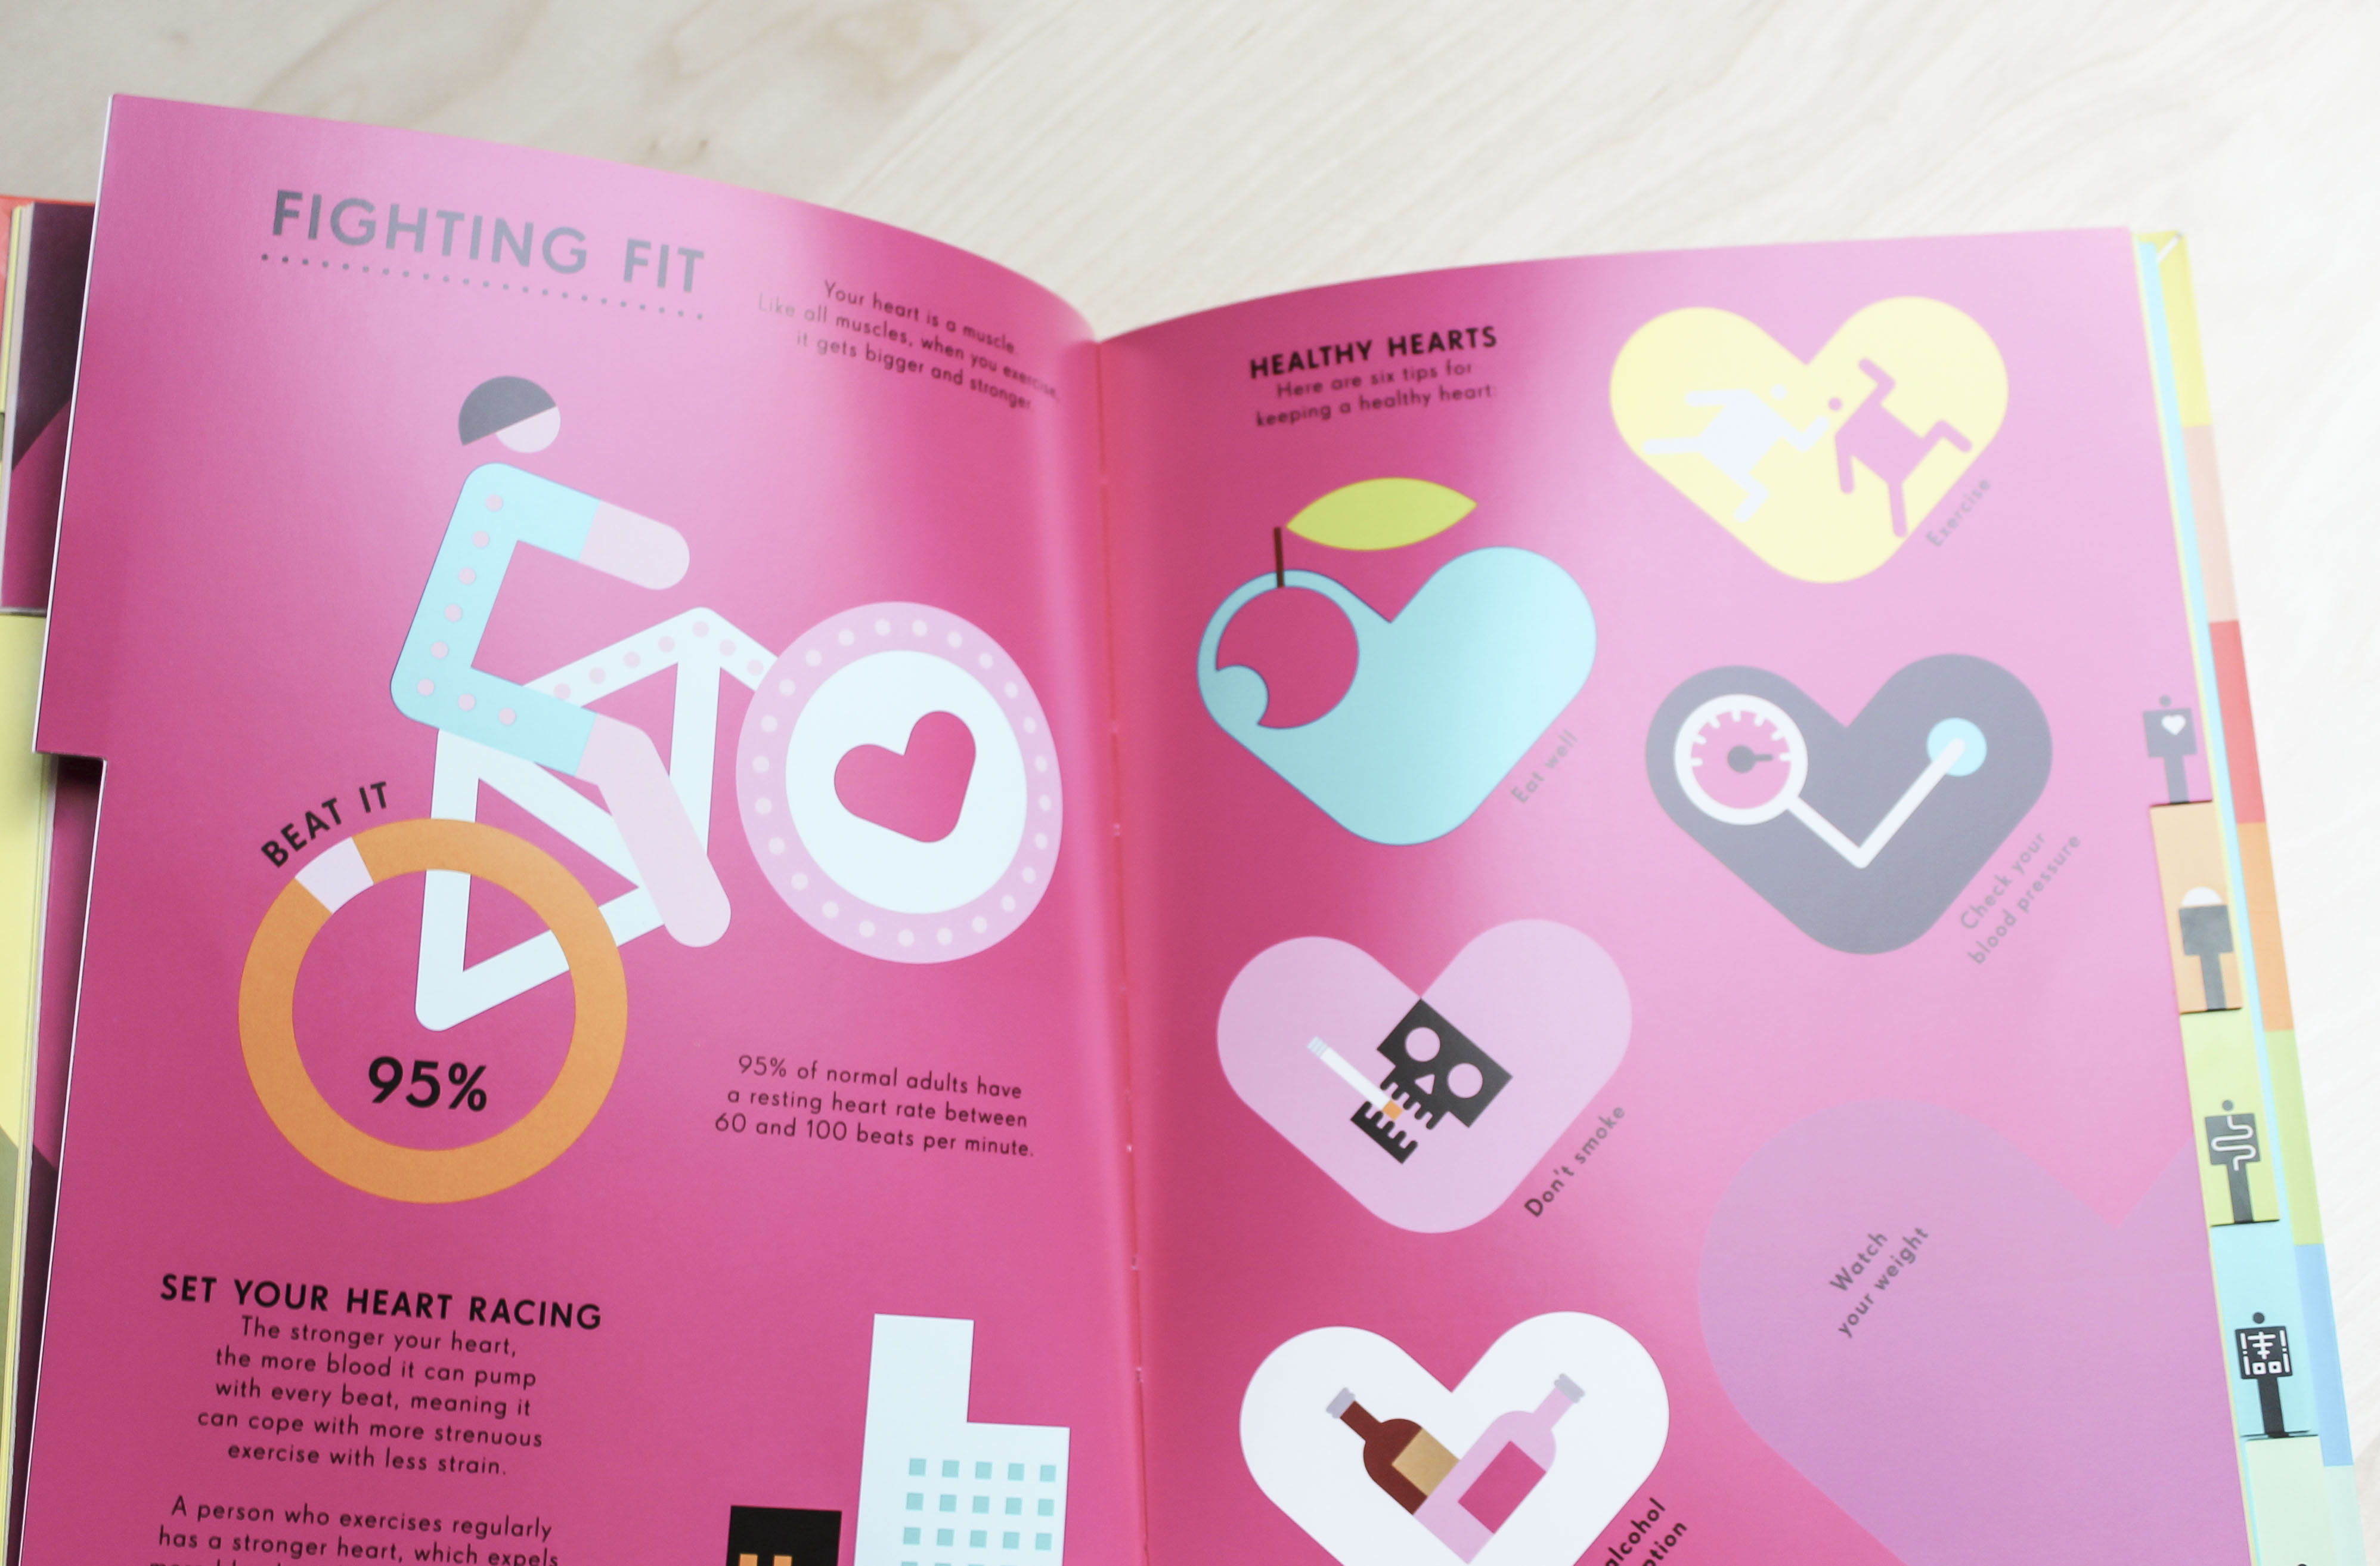 FIGHTING FIT
Your heart is a muscle.
Like all muscles, when you exercise,
it gets bigger and stronger.
BEAT IT
95%
95% of normal adults have
a resting heart rate between
60 and 100 beats per minute.
SET YOUR HEART RACING
The stronger your heart,
the more blood it can pump
with every beat, meaning it
can cope with more strenuous
exercise with less strain.
A person who exercises regularly
has a stronger heart, which expels
HEALTHY HEARTS
Here are six tips for
keeping a healthy heart:
Exercise
Eat well
Check your
blood pressure
Don't smoke
Watch
your weight
alcohol